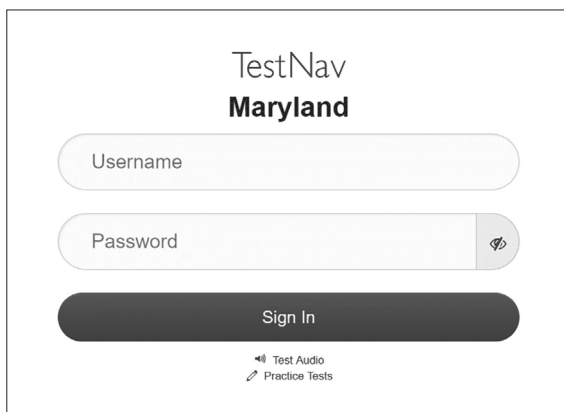 TestNav
Maryland
Username
Password
Sign In
Test Audio
Practice Tests